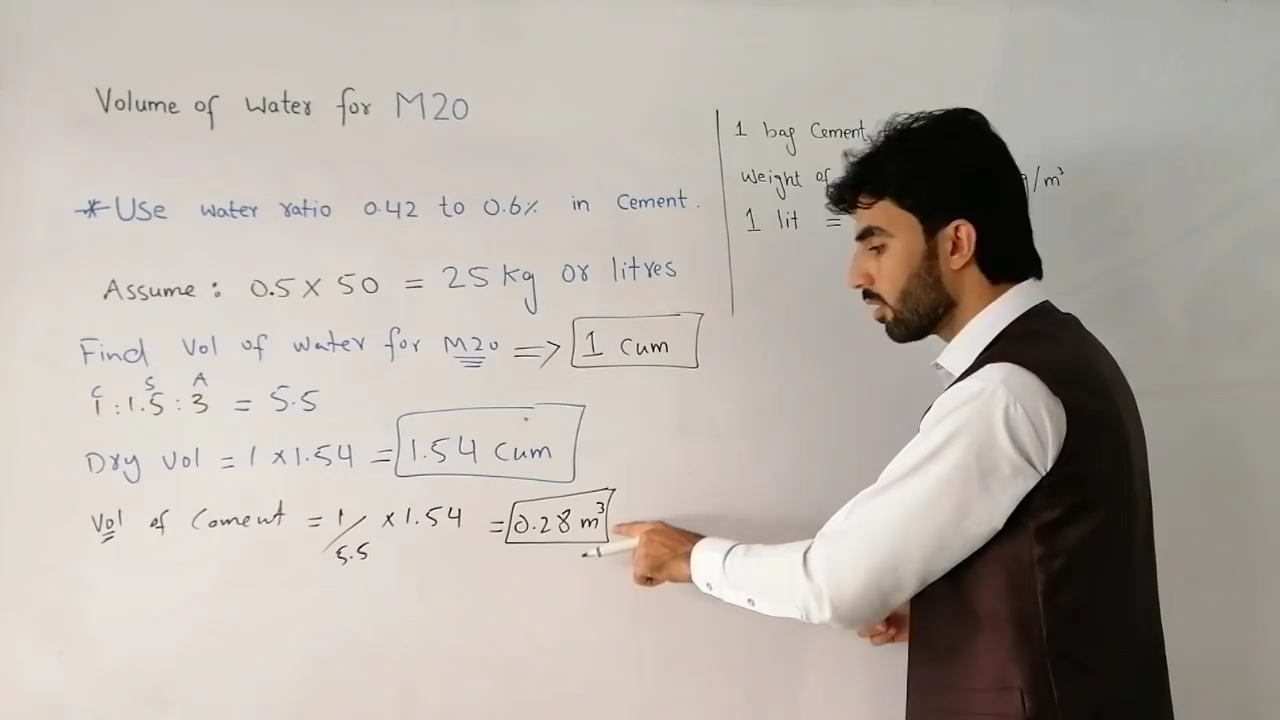 Volume of Water for M20
* Use water ratio 0.42 to 0.6% in Cement.
Assume: 0.5 X 50 = 25 kg or litres
Find Vol of water for M20 => 1 Cum
C S A
1 : 1.5 : 3 = 5.5
Dry Vol = 1 x 1.54 = 1.54 Cum
Vol of Coment = 1/5.5 x 1.54 = 0.28 m³
1 bag Cement
Weight of /m³
1 lit =